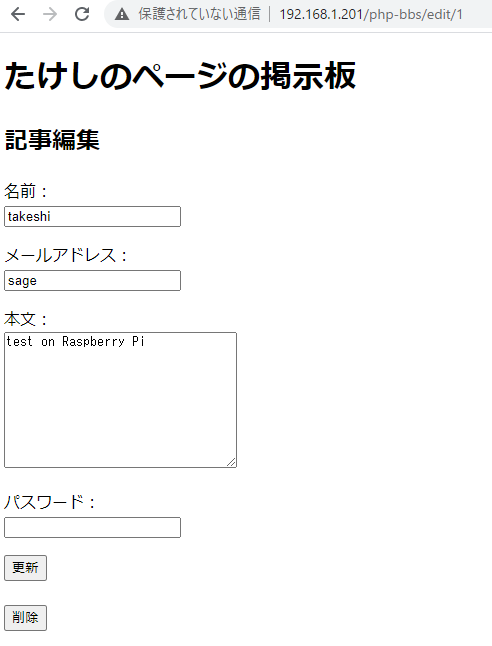 保護されていない通信 | 192.168.1.201/php-bbs/edit/1
たけしのページの掲示板
記事編集
名前：
takeshi
メールアドレス：
sage
本文：
test on Raspberry Pi
パスワード：
更新
削除